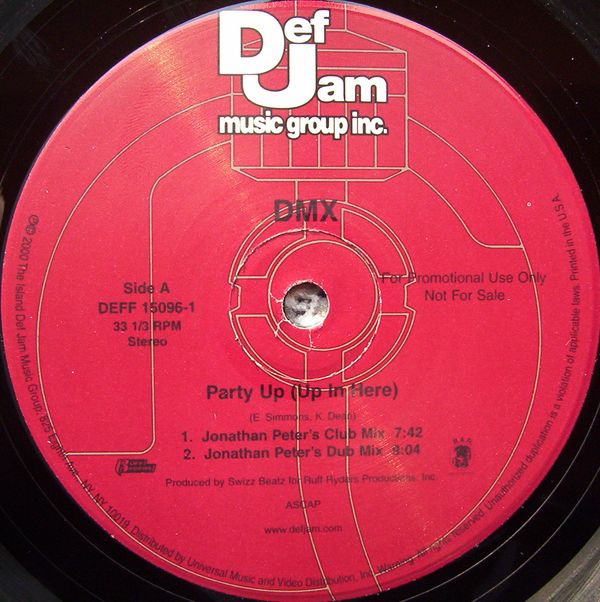 Def
Jam
music group inc.
DMX
Side A
DEFF 15096-1
33 1/3 RPM
Stereo
For Promotional Use Only
Not For Sale
Party Up (Up In Here)
(E. Simmons, K. Dean)
1. Jonathan Peter's Club Mix 7:42
2. Jonathan Peter's Dub Mix 8:04
Produced by Swizz Beatz for Ruff Ryders Productions, Inc.
ASCAP
www.defjam.com
℗© 2000 The Island Def Jam Music Group, 825 Eighth Ave., NY, NY 10019. Distributed by Universal Music and Video Distribution, Inc. Warning. All rights reserved. Unauthorized duplication is a violation of applicable laws. Printed in the U.S.A.